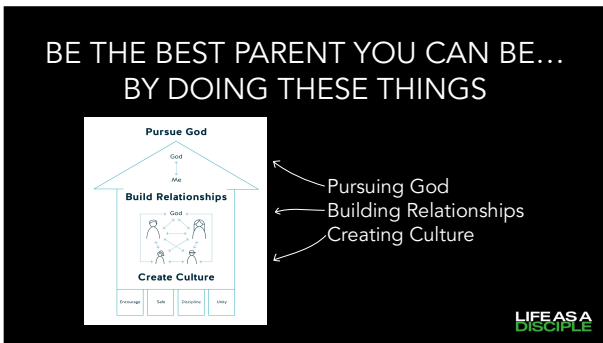 BE THE BEST PARENT YOU CAN BE...
BY DOING THESE THINGS
Pursue God
God
Me
Build Relationships
God
Create Culture
Encourage Safe Discipline Unity
Pursuing God
Building Relationships
Creating Culture
LIFE AS A
DISCIPLE